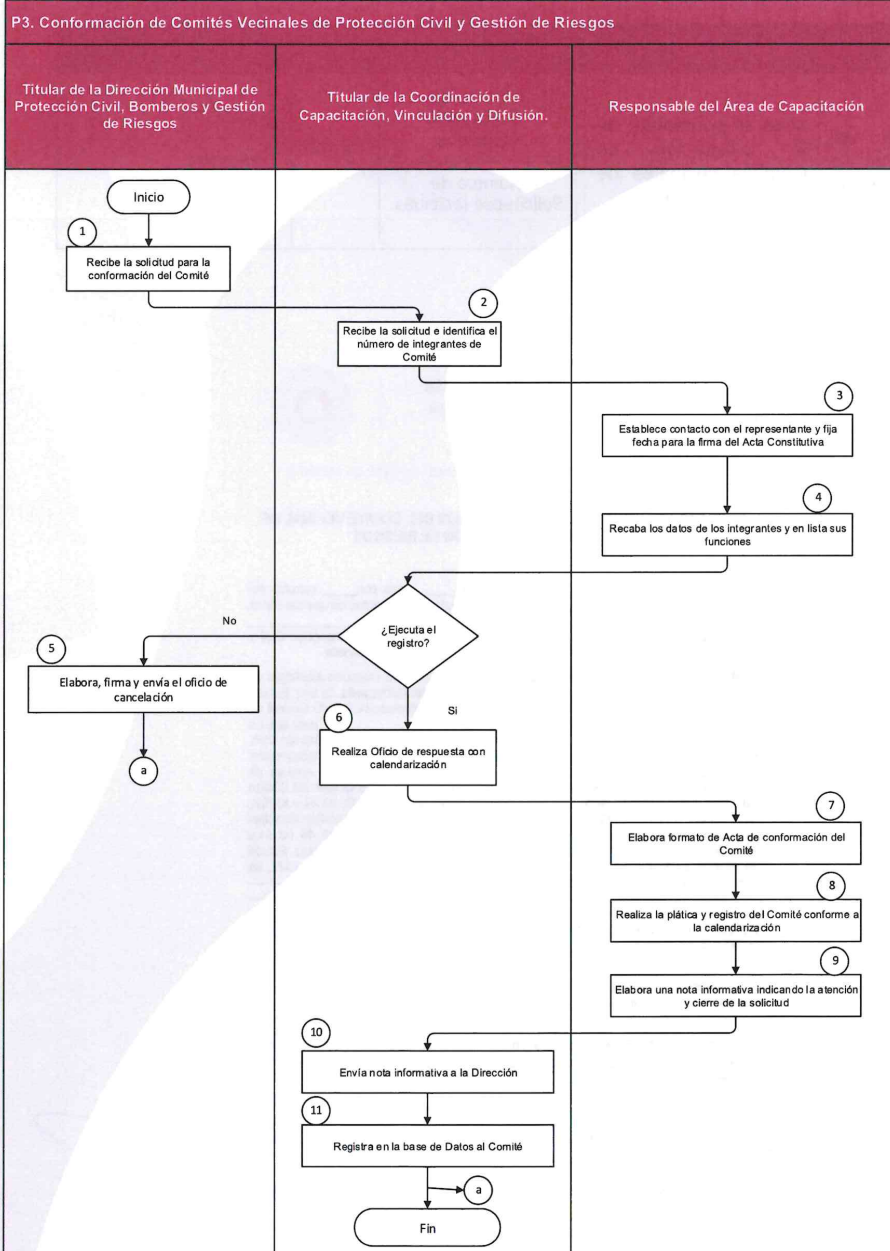 P3. Conformación de Comités Vecinales de Protección Civil y Gestión de Riesgos
Titular de la Dirección Municipal de
Protección Civil, Bomberos y Gestión
de Riesgos
Titular de la Coordinación de
Capacitación, Vinculación y Difusión.
Responsable del Área de Capacitación
Inicio
1
Recibe la solicitud para la
conformación del Comité
2
Recibe la solicitud e identifica el
número de integrantes de
Comité
3
Establece contacto con el representante y fija
fecha para la firma del Acta Constitutiva
4
Recaba los datos de los integrantes y en lista sus
funciones
¿Ejecuta el
registro?
No
5
Elabora, firma y envía el oficio de
cancelación
a
Si
6
Realiza Oficio de respuesta con
calendarización
7
Elabora formato de Acta de conformación del
Comité
8
Realiza la plática y registro del Comité conforme a
la calendarización
9
Elabora una nota informativa indicando la atención
y cierre de la solicitud
10
Envía nota informativa a la Dirección
11
Registra en la base de Datos al Comité
a
Fin